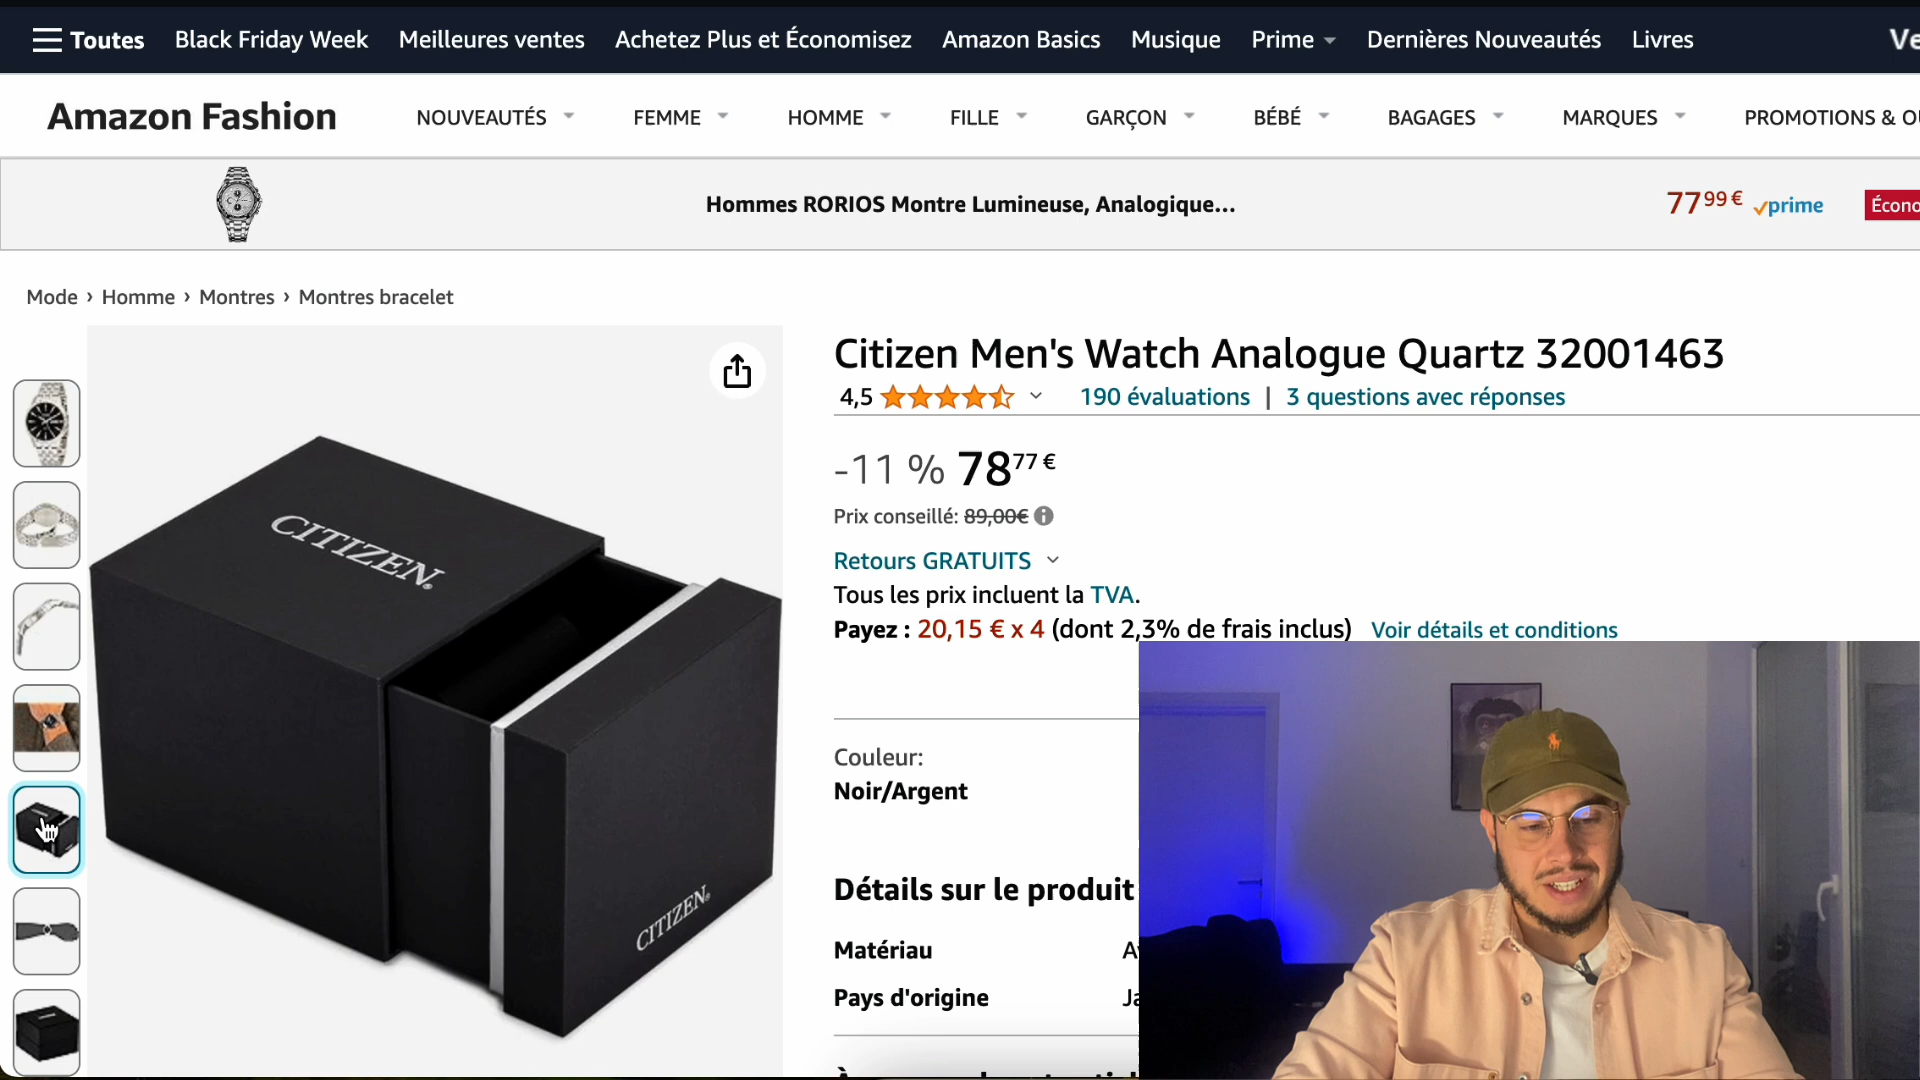 Toutes Black Friday Week Meilleures ventes Achetez Plus et Économisez Amazon Basics Musique Prime Dernières Nouveautés Livres
Amazon Fashion NOUVEAUTÉS FEMME HOMME FILLE GARÇON BÉBÉ BAGAGES MARQUES PROMOTIONS &
Hommes RORIOS Montre Lumineuse, Analogique... 77 99 € prime
Mode › Homme › Montres › Montres bracelet
Citizen Men's Watch Analogue Quartz 32001463
4,5 190 évaluations | 3 questions avec réponses
-11 % 78 77 €
Prix conseillé: 89,00€
Retours GRATUITS
Tous les prix incluent la TVA.
Payez : 20,15 € x 4 (dont 2,3% de frais inclus) Voir détails et conditions
Couleur:
Noir/Argent
Détails sur le produit
Matériau
Pays d'origine
CITIZEN
CITIZEN